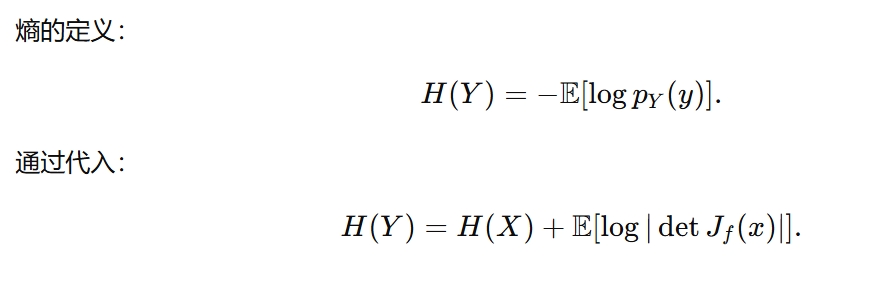 熵的定义：
H(Y) = −𝔼[log p_Y(y)].
通过代入：
H(Y) = H(X) + 𝔼[log | det J_f(x)|].